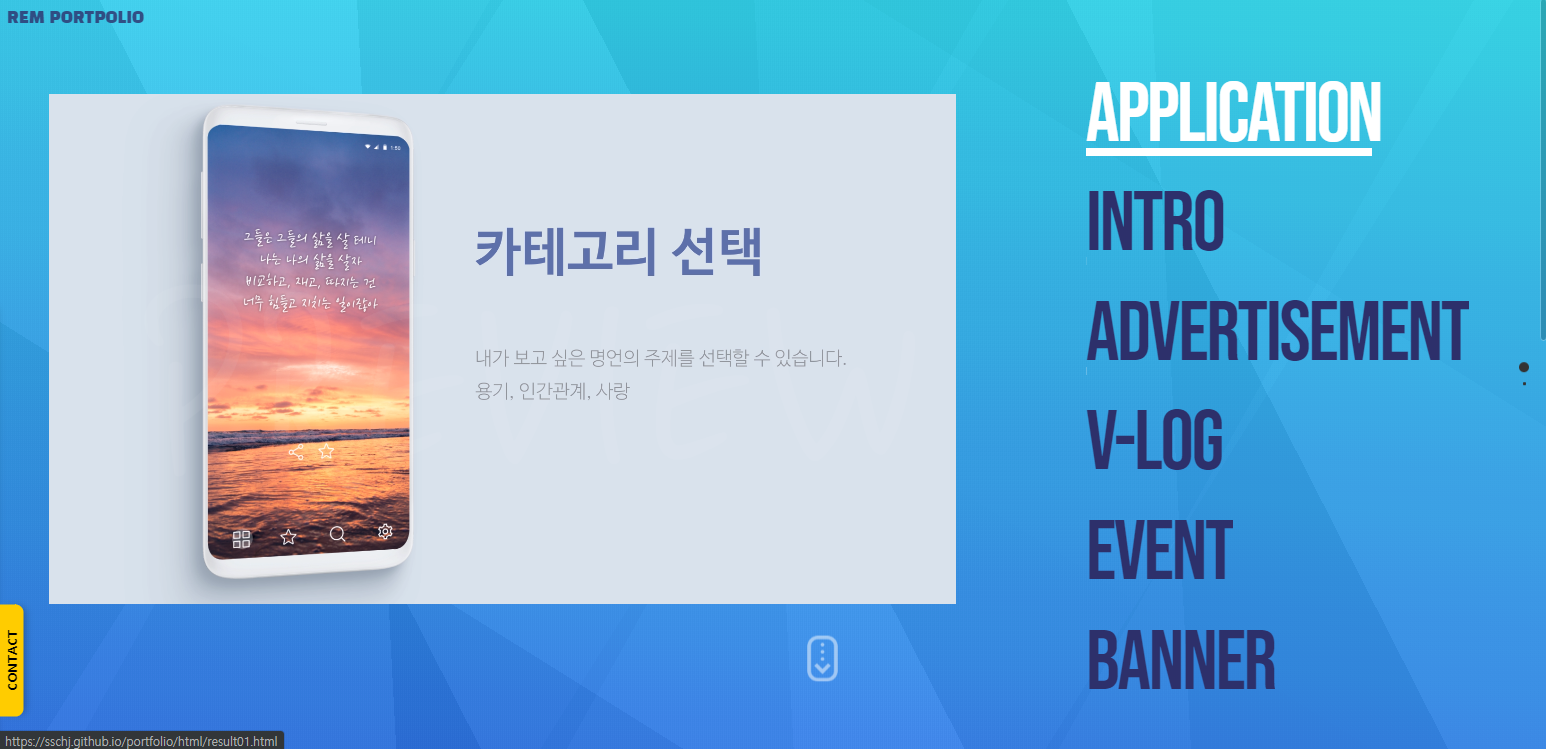 REM PORTPOLIO
1:50
그들은 그들의 삶을 살 테니
나는 나의 삶을 살자
비교하고, 재고, 따지는 건
너무 힘들고 지치는 일이잖아
카테고리 선택
내가 보고 싶은 명언의 주제를 선택할 수 있습니다.
용기, 인간관계, 사랑
APPLICATION
INTRO
ADVERTISEMENT
V-LOG
EVENT
BANNER
CONTACT
https://sschj.github.io/portfolio/html/result01.html